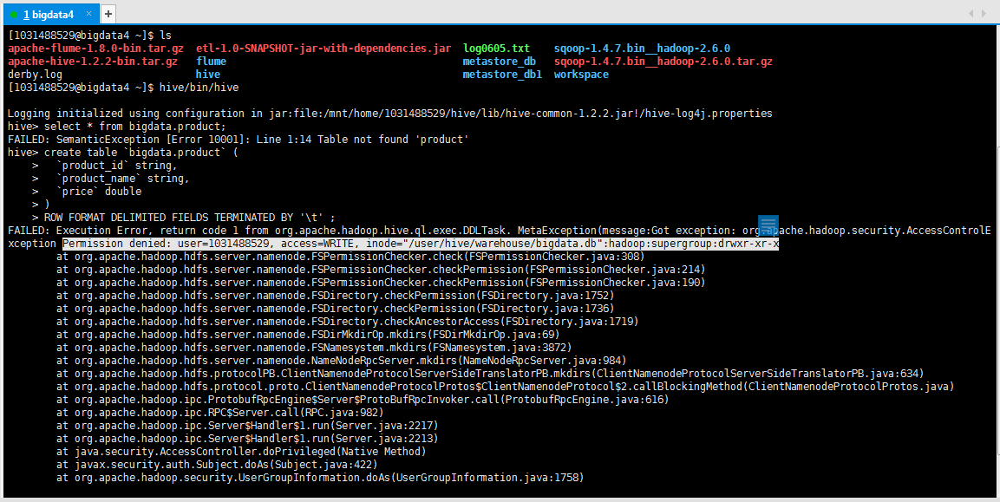 1 bigdata4 × +
[1031488529@bigdata4 ~]$ ls
apache-flume-1.8.0-bin.tar.gz etl-1.0-SNAPSHOT-jar-with-dependencies.jar log0605.txt sqoop-1.4.7.bin__hadoop-2.6.0
apache-hive-1.2.2-bin.tar.gz flume metastore_db sqoop-1.4.7.bin__hadoop-2.6.0.tar.gz
derby.log hive metastore_db1 workspace
[1031488529@bigdata4 ~]$ hive/bin/hive
Logging initialized using configuration in jar:file:/mnt/home/1031488529/hive/lib/hive-common-1.2.2.jar!/hive-log4j.properties
hive> select * from bigdata.product;
FAILED: SemanticException [Error 10001]: Line 1:14 Table not found 'product'
hive> create table `bigdata.product` (
> `product_id` string,
> `product_name` string,
> `price` double
> )
> ROW FORMAT DELIMITED FIELDS TERMINATED BY '\t' ;
FAILED: Execution Error, return code 1 from org.apache.hadoop.hive.ql.exec.DDLTask. MetaException(message:Got exception: org.apache.hadoop.security.AccessControlE
xception Permission denied: user=1031488529, access=WRITE, inode="/user/hive/warehouse/bigdata.db":hadoop:supergroup:drwxr-xr-x
at org.apache.hadoop.hdfs.server.namenode.FSPermissionChecker.check(FSPermissionChecker.java:308)
at org.apache.hadoop.hdfs.server.namenode.FSPermissionChecker.checkPermission(FSPermissionChecker.java:214)
at org.apache.hadoop.hdfs.server.namenode.FSPermissionChecker.checkPermission(FSPermissionChecker.java:190)
at org.apache.hadoop.hdfs.server.namenode.FSDirectory.checkPermission(FSDirectory.java:1752)
at org.apache.hadoop.hdfs.server.namenode.FSDirectory.checkPermission(FSDirectory.java:1736)
at org.apache.hadoop.hdfs.server.namenode.FSDirectory.checkAncestorAccess(FSDirectory.java:1719)
at org.apache.hadoop.hdfs.server.namenode.FSDirMkdirOp.mkdirs(FSDirMkdirOp.java:69)
at org.apache.hadoop.hdfs.server.namenode.FSNamesystem.mkdirs(FSNamesystem.java:3872)
at org.apache.hadoop.hdfs.server.namenode.NameNodeRpcServer.mkdirs(NameNodeRpcServer.java:984)
at org.apache.hadoop.hdfs.protocolPB.ClientNamenodeProtocolServerSideTranslatorPB.mkdirs(ClientNamenodeProtocolServerSideTranslatorPB.java:634)
at org.apache.hadoop.hdfs.protocol.proto.ClientNamenodeProtocolProtos$ClientNamenodeProtocol$2.callBlockingMethod(ClientNamenodeProtocolProtos.java)
at org.apache.hadoop.ipc.ProtobufRpcEngine$Server$ProtoBufRpcInvoker.call(ProtobufRpcEngine.java:616)
at org.apache.hadoop.ipc.RPC$Server.call(RPC.java:982)
at org.apache.hadoop.ipc.Server$Handler$1.run(Server.java:2217)
at org.apache.hadoop.ipc.Server$Handler$1.run(Server.java:2213)
at java.security.AccessController.doPrivileged(Native Method)
at javax.security.auth.Subject.doAs(Subject.java:422)
at org.apache.hadoop.security.UserGroupInformation.doAs(UserGroupInformation.java:1758)